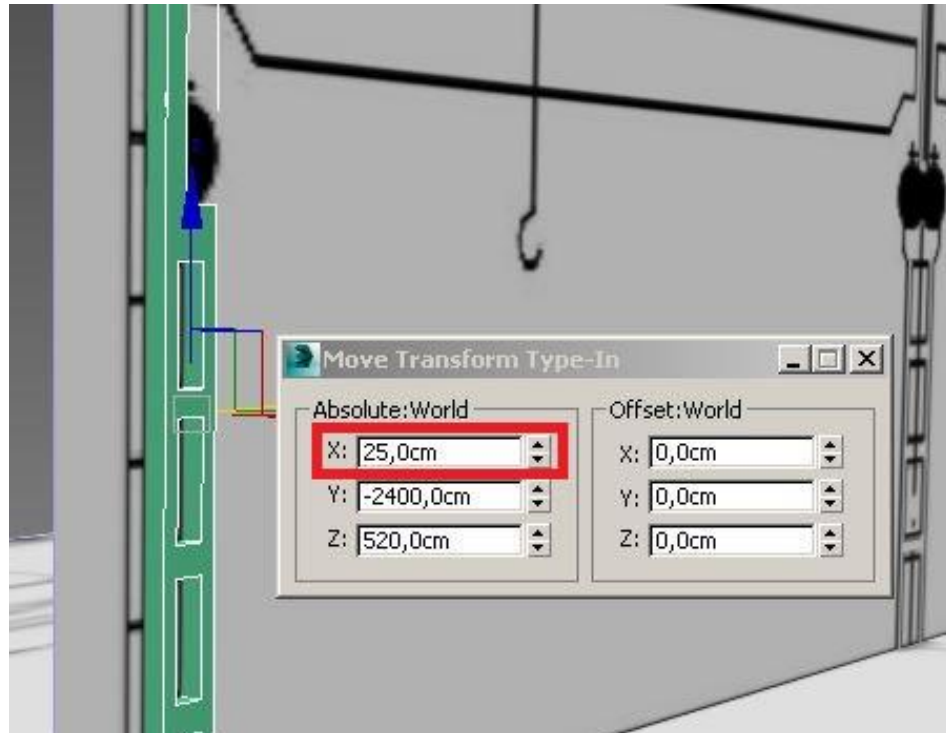 Move Transform Type-In
Absolute:World
X: 25,0cm
Y: -2400,0cm
Z: 520,0cm
Offset:World
X: 0,0cm
Y: 0,0cm
Z: 0,0cm